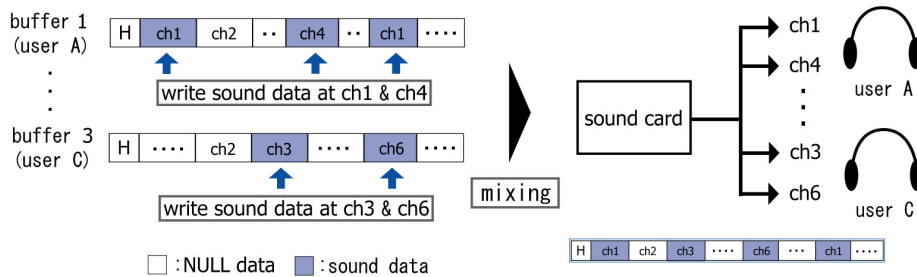 buffer 1
(user A)
H ch1 ch2 ·· ch4 ·· ch1 ····
write sound data at ch1 & ch4
buffer 3
(user C)
H ···· ch2 ch3 ···· ch6 ····
write sound data at ch3 & ch6
:NULL data :sound data
mixing
sound card
ch1
ch4
ch3
ch6
user A
user C
H ch1 ch2 ch3 ···· ch6 ··· ch1 ····